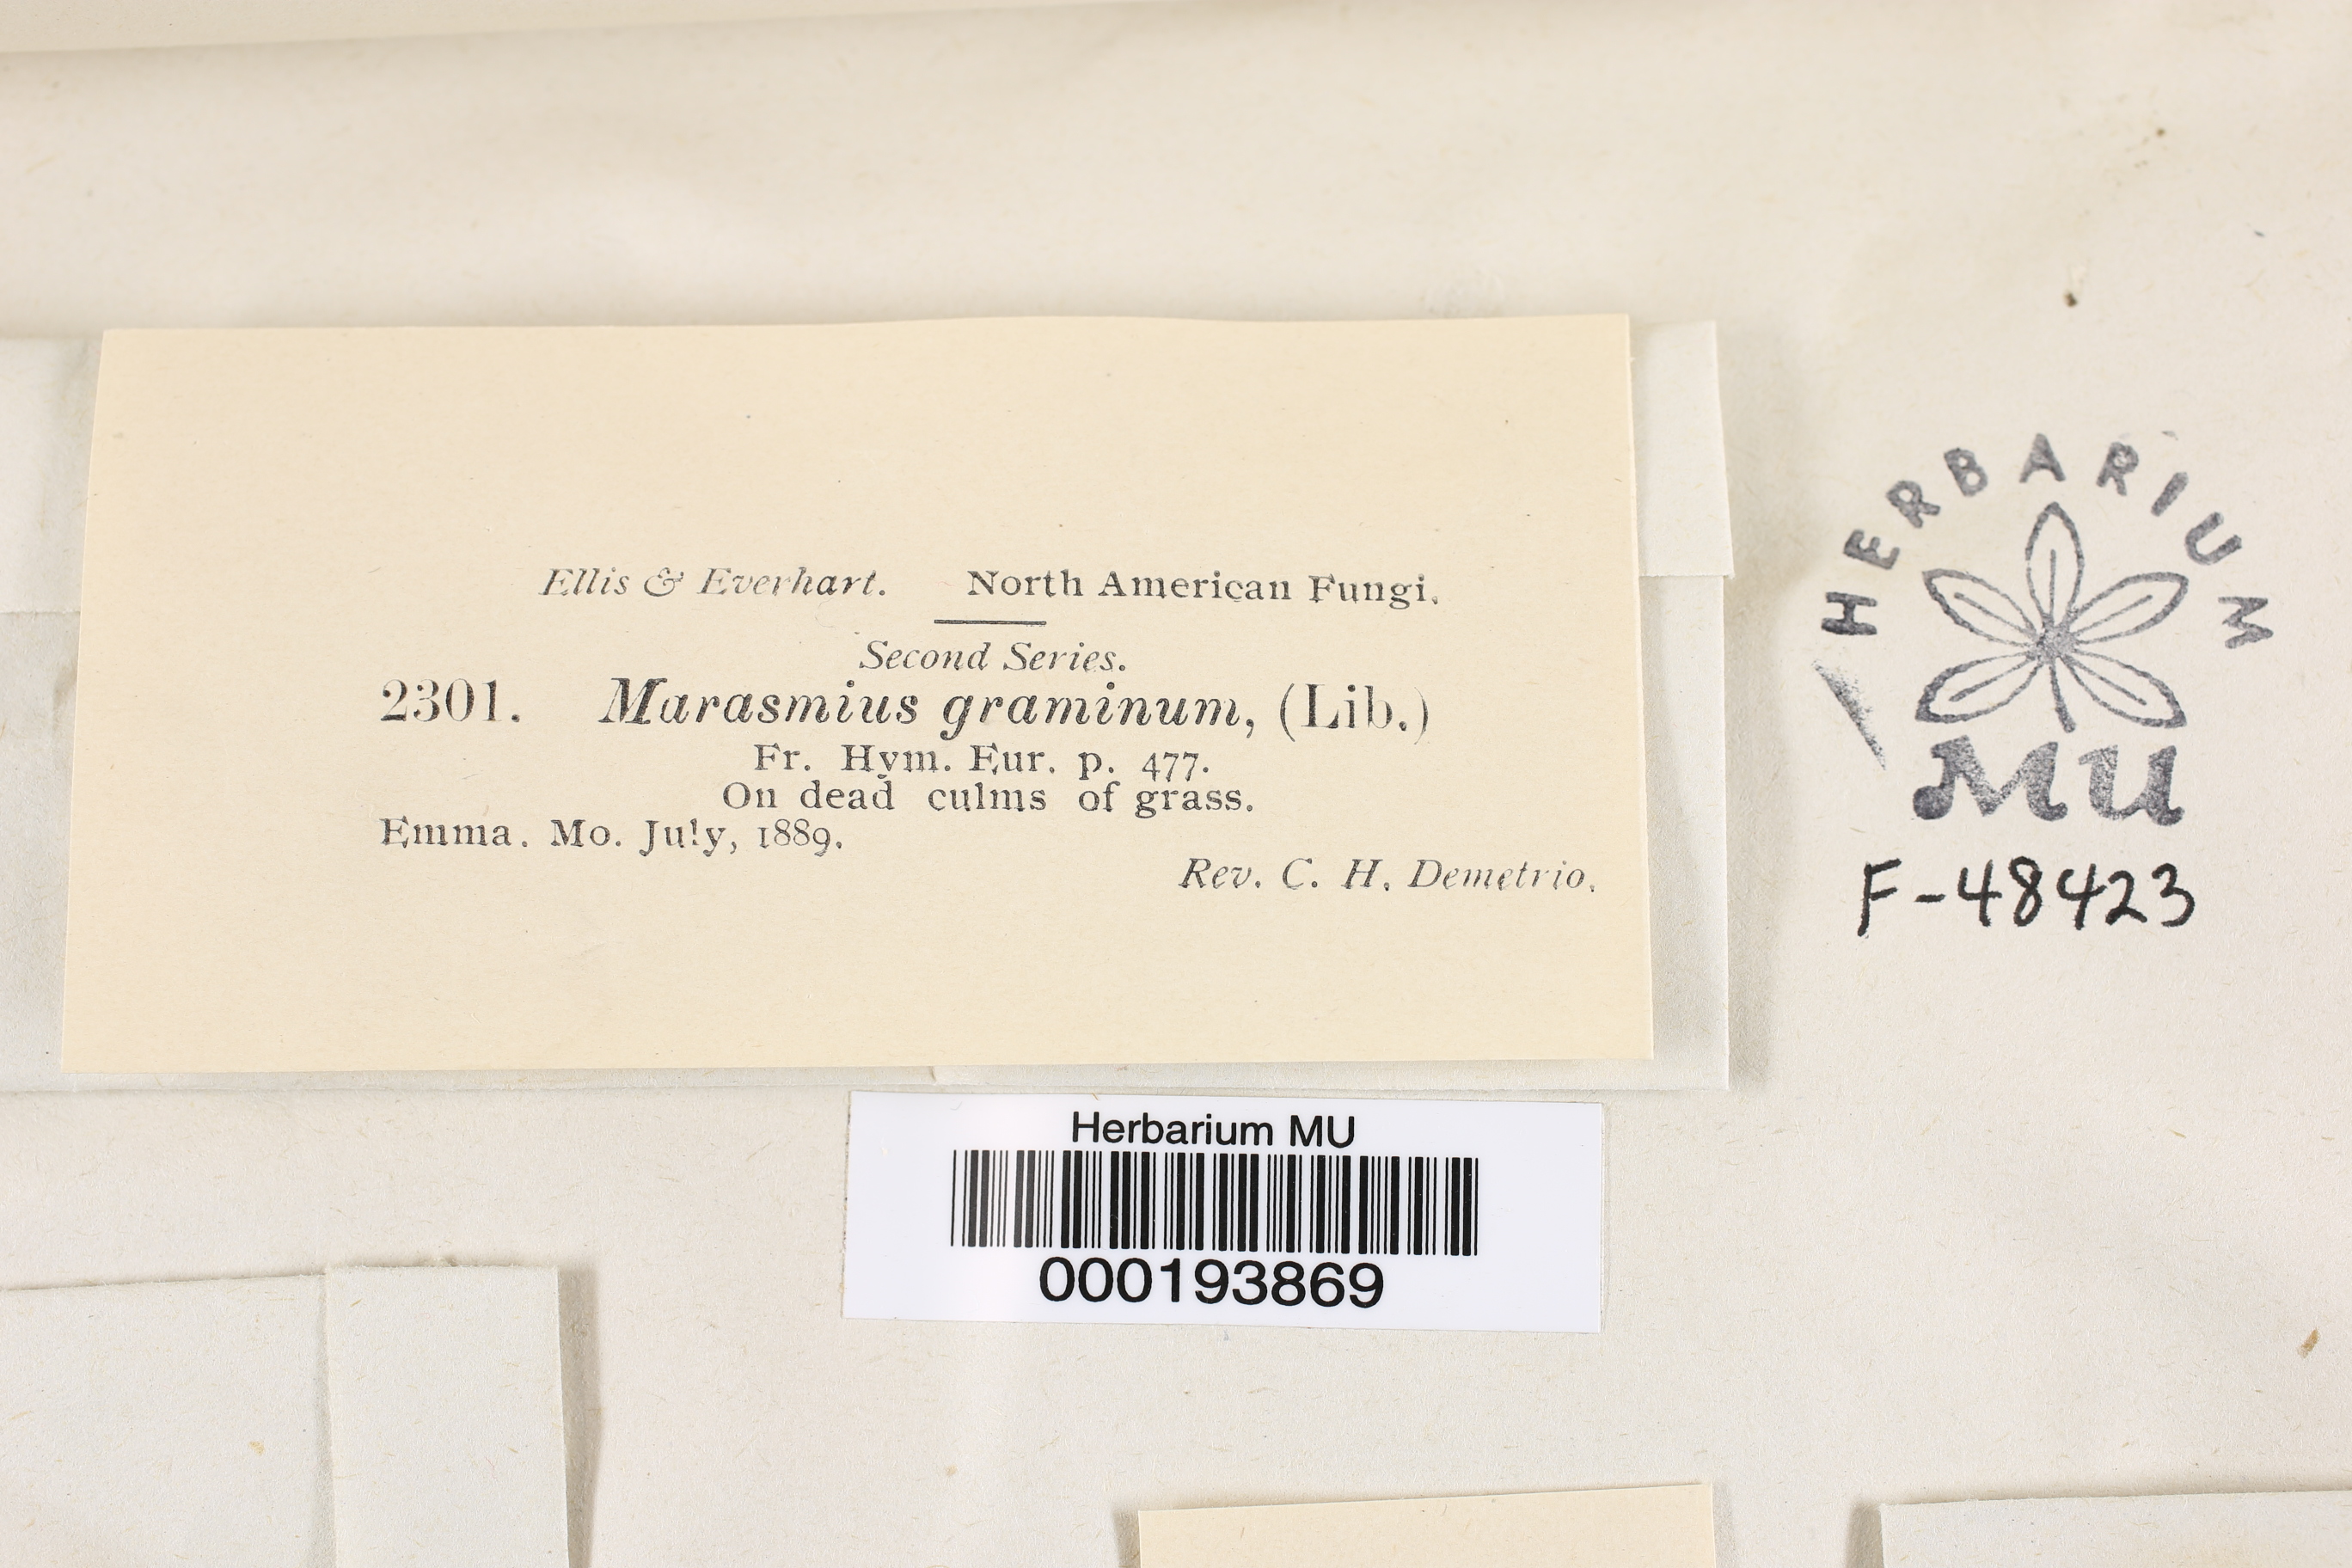 Ellis & Everhart. North American Fungi.
Second Series.
2301. Marasmius graminum, (Lib.)
Fr. Hym. Eur. p. 477.
On dead culms of grass.
Emma. Mo. July, 1889.
Rev. C. H. Demetrio.
HERBARIUM
MU
F-48423
Herbarium MU
000193869